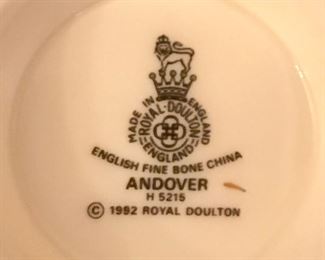 MADE IN ENGLAND
ROYAL · DOULTON
ENGLAND
ENGLISH FINE BONE CHINA
ANDOVER
H 5215
© 1982 ROYAL DOULTON